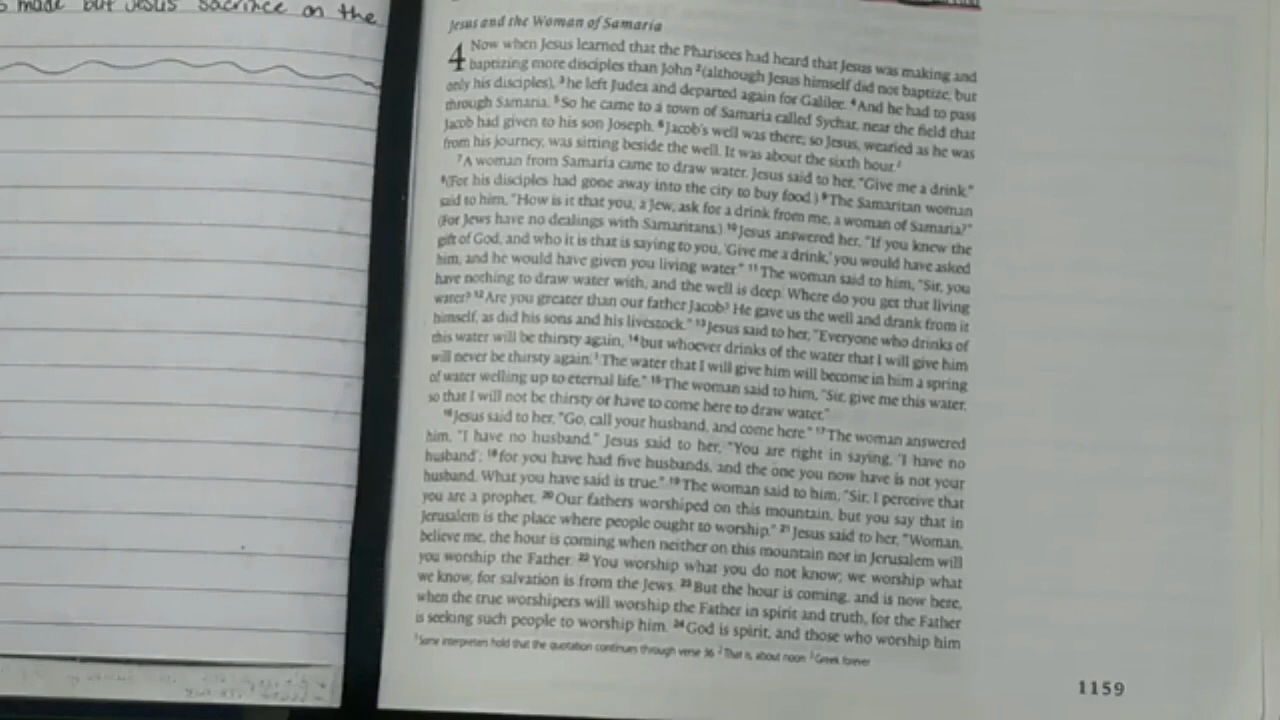 made but Jesus sacrifice on the
Jesus and the Woman of Samaria
4 Now when Jesus learned that the Pharisees had heard that Jesus was making and
baptizing more disciples than John ²(although Jesus himself did not baptize, but
only his disciples), ³he left Judea and departed again for Galilee. ⁴And he had to pass
through Samaria. ⁵So he came to a town of Samaria called Sychar, near the field that
Jacob had given to his son Joseph. ⁶Jacob's well was there; so Jesus, wearied as he was
from his journey, was sitting beside the well. It was about the sixth hour.²
⁷A woman from Samaria came to draw water. Jesus said to her, "Give me a drink."
⁸(For his disciples had gone away into the city to buy food.) ⁹The Samaritan woman
said to him, "How is it that you, a Jew, ask for a drink from me, a woman of Samaria?"
(For Jews have no dealings with Samaritans.) ¹⁰Jesus answered her, "If you knew the
gift of God, and who it is that is saying to you, 'Give me a drink,' you would have asked
him, and he would have given you living water." ¹¹The woman said to him, "Sir, you
have nothing to draw water with, and the well is deep. Where do you get that living
water? ¹²Are you greater than our father Jacob? He gave us the well and drank from it
himself, as did his sons and his livestock." ¹³Jesus said to her, "Everyone who drinks of
this water will be thirsty again, ¹⁴but whoever drinks of the water that I will give him
will never be thirsty again.³ The water that I will give him will become in him a spring
of water welling up to eternal life." ¹⁵The woman said to him, "Sir, give me this water,
so that I will not be thirsty or have to come here to draw water."
¹⁶Jesus said to her, "Go, call your husband, and come here." ¹⁷The woman answered
him, "I have no husband." Jesus said to her, "You are right in saying, 'I have no
husband'; ¹⁸for you have had five husbands, and the one you now have is not your
husband. What you have said is true." ¹⁹The woman said to him, "Sir, I perceive that
you are a prophet. ²⁰Our fathers worshiped on this mountain, but you say that in
Jerusalem is the place where people ought to worship." ²¹Jesus said to her, "Woman,
believe me, the hour is coming when neither on this mountain nor in Jerusalem will
you worship the Father. ²²You worship what you do not know; we worship what
we know, for salvation is from the Jews. ²³But the hour is coming, and is now here,
when the true worshipers will worship the Father in spirit and truth, for the Father
is seeking such people to worship him. ²⁴God is spirit, and those who worship him
¹Some interpreters hold that the quotation continues through verse 36 ²That is, about noon ³Greek forever
1159